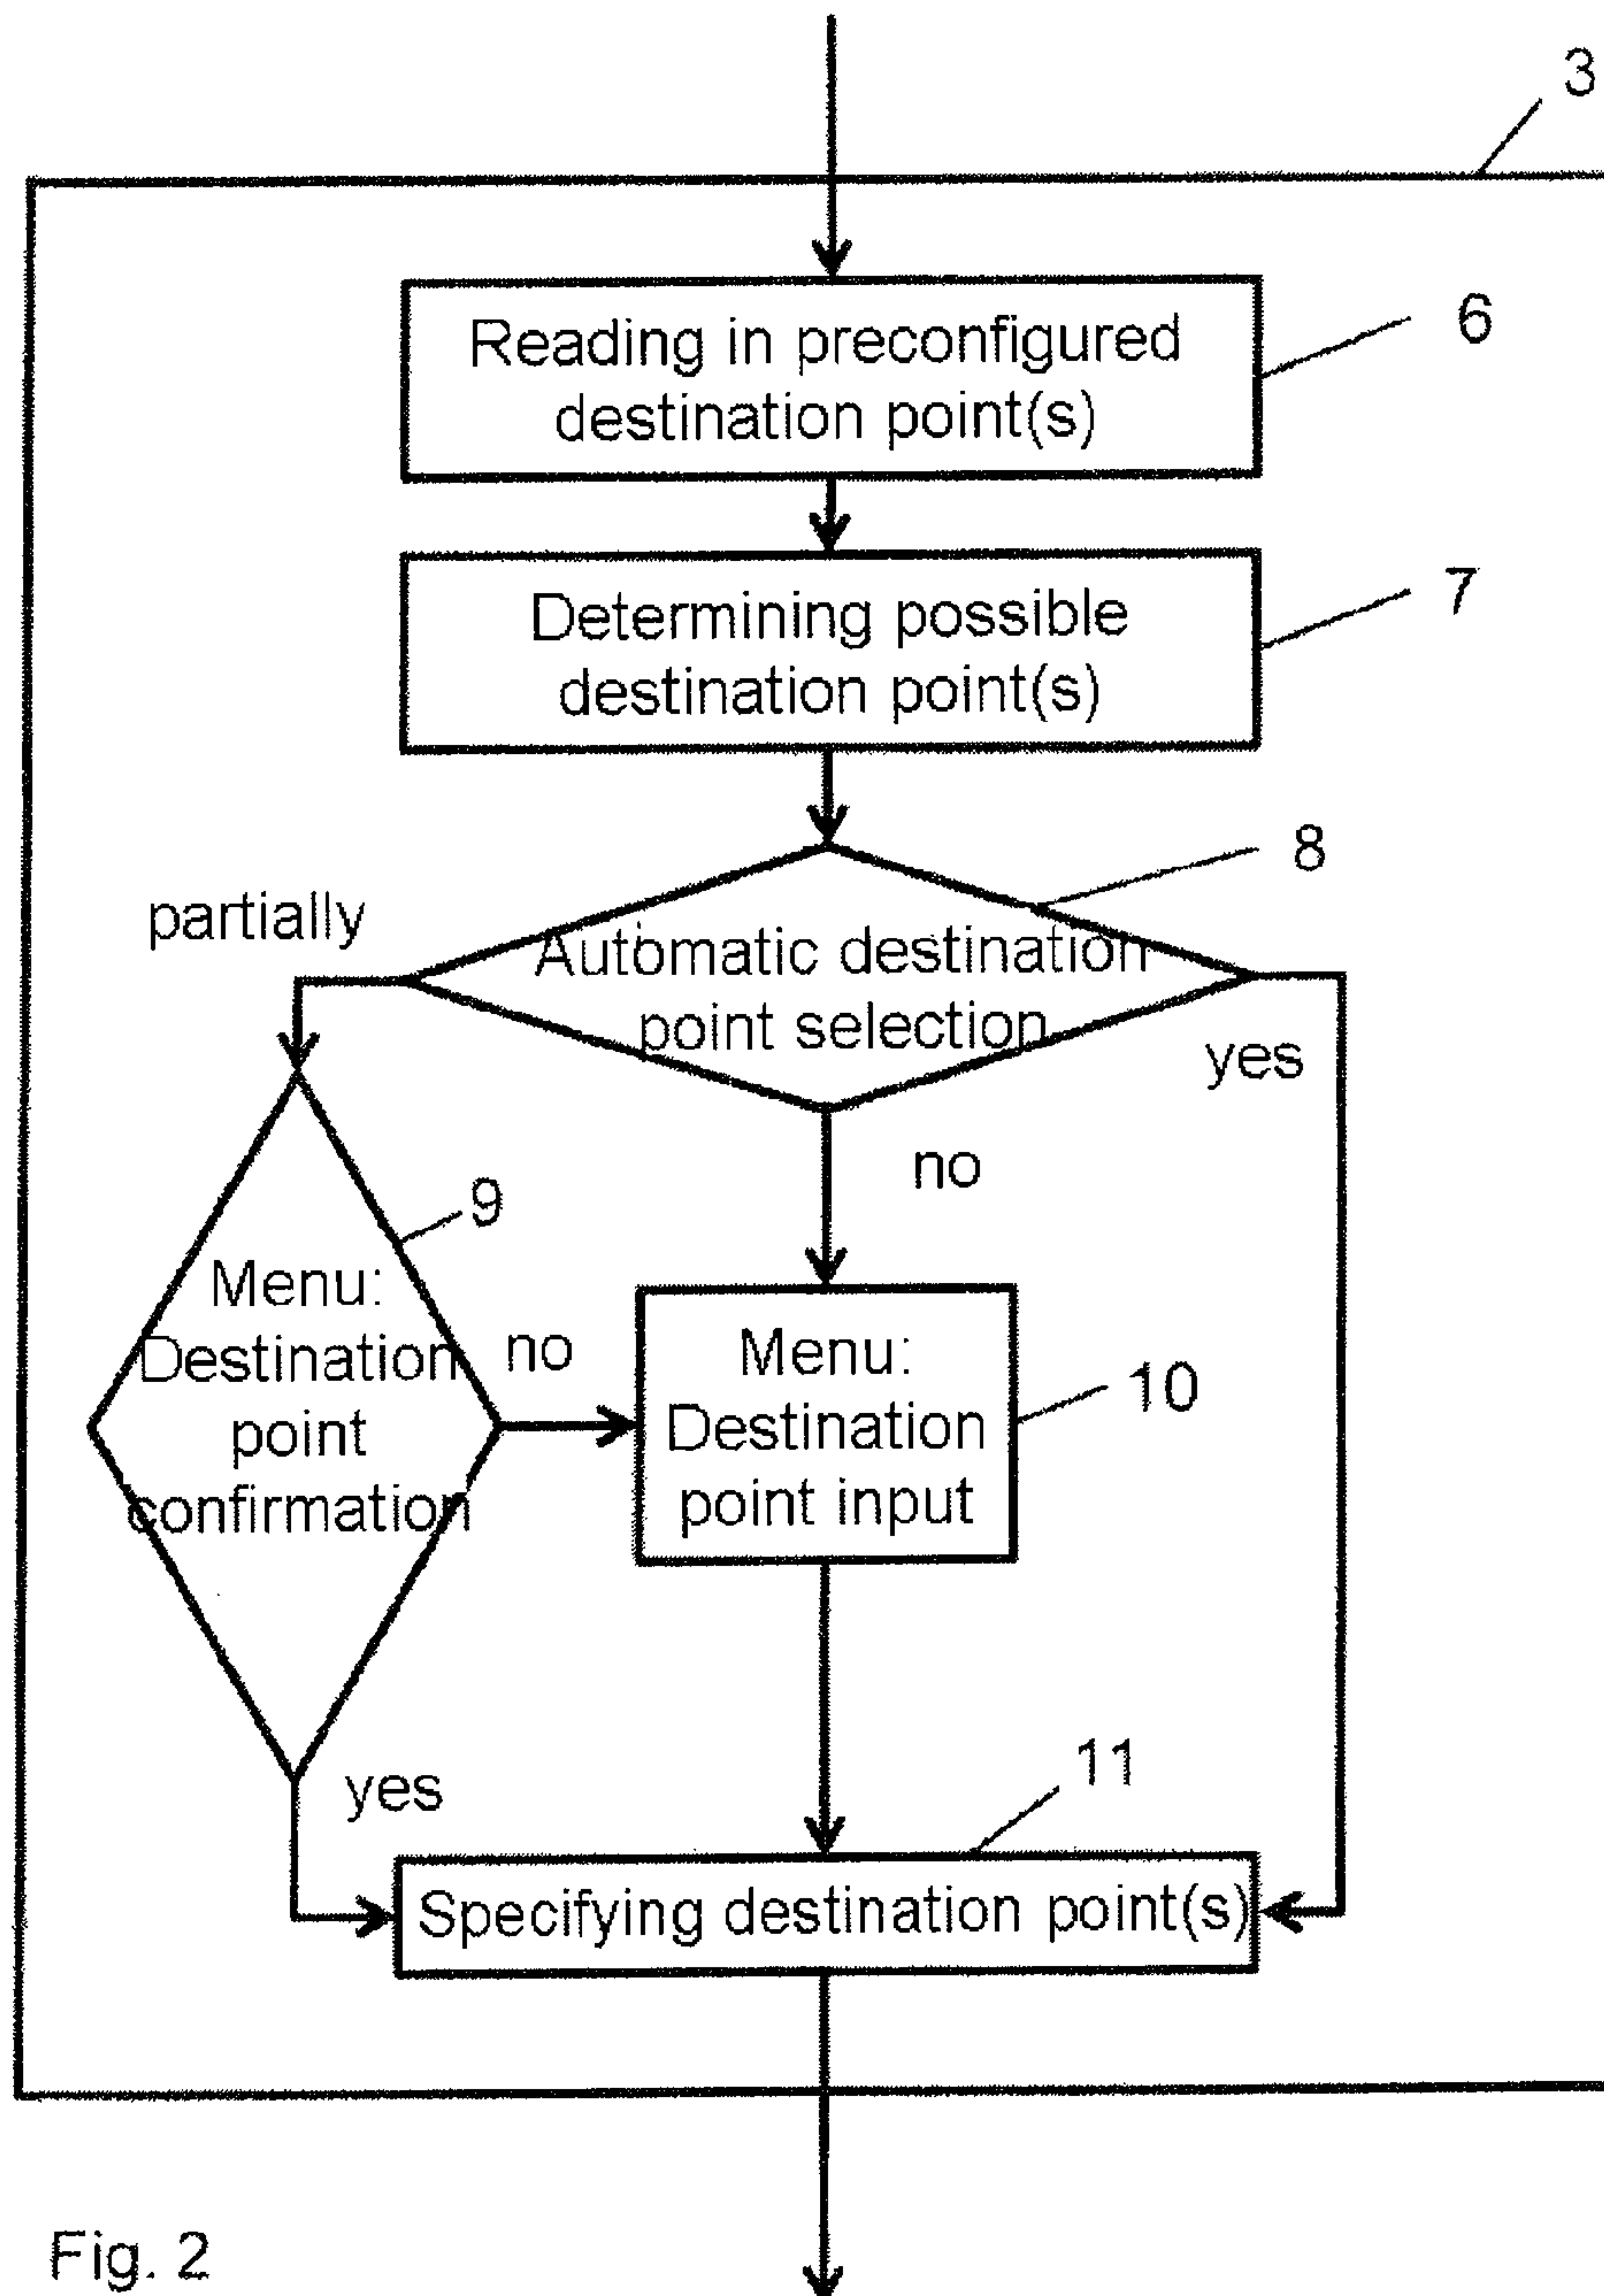 3
Reading in preconfigured
destination point(s)
6
Determining possible
destination point(s)
7
8
partially
Automatic destination
point selection
yes
no
9
Menu:
Destination
point
confirmation
no
Menu:
Destination
point input
10
yes
11
Specifying destination point(s)
Fig. 2